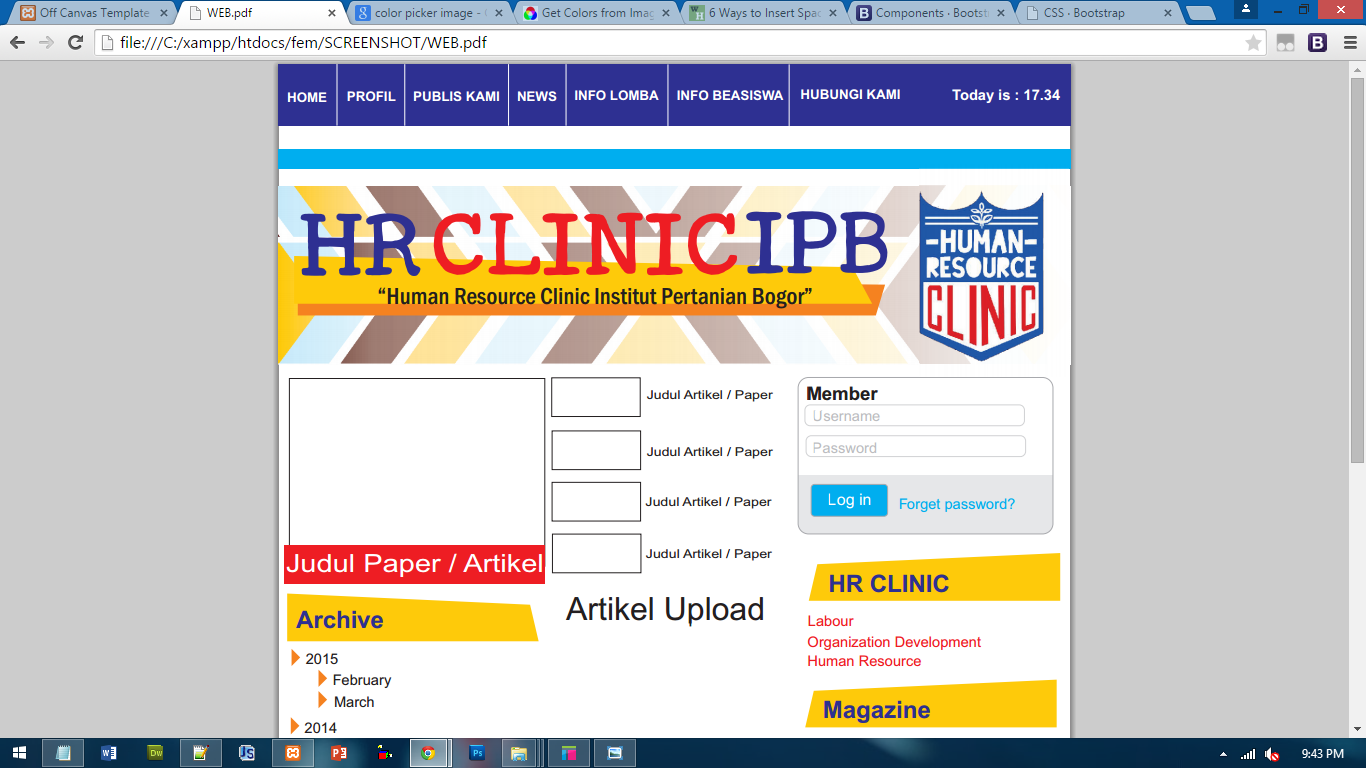 Off Canvas Template
WEB.pdf
color picker image -
Get Colors from Imag
6 Ways to Insert Spac
Components · Bootst
CSS · Bootstrap
file:///C:/xampp/htdocs/fem/SCREENSHOT/WEB.pdf
HOME PROFIL PUBLIS KAMI NEWS INFO LOMBA INFO BEASISWA HUBUNGI KAMI Today is : 17.34
HR CLINIC IPB
“Human Resource Clinic Institut Pertanian Bogor”
-HUMAN-
RESOURCE
CLINIC
Judul Paper / Artikel
Judul Artikel / Paper
Judul Artikel / Paper
Judul Artikel / Paper
Judul Artikel / Paper
Artikel Upload
Member
Username
Password
Log in Forget password?
Archive
2015
February
March
2014
HR CLINIC
Labour
Organization Development
Human Resource
Magazine
9:43 PM